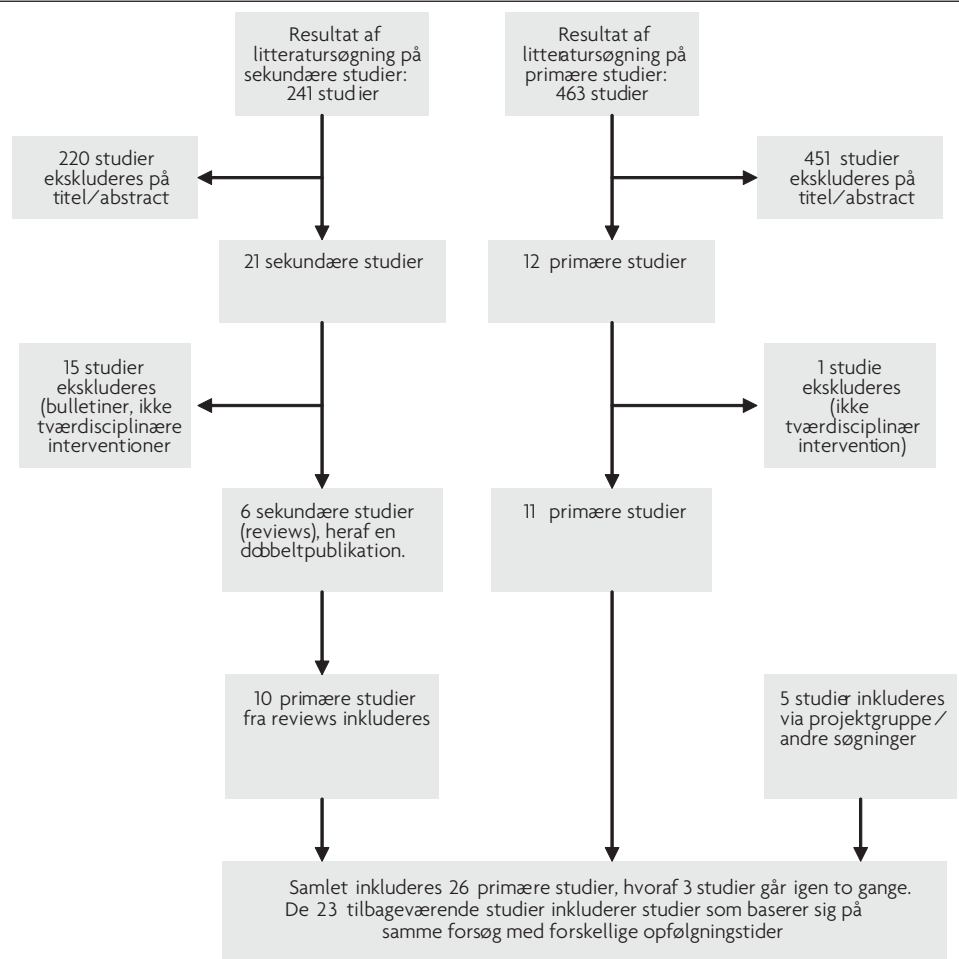 Resultat af
litteratursøgning på
sekundære studier:
241 studier
Resultat af
litteratursøgning på
primære studier:
463 studier
220 studier
ekskluderes på
titel/abstract
451 studier
ekskluderes på
titel/abstract
21 sekundære studier
12 primære studier
15 studier
ekskluderes
(bulletiner, ikke
tværdisciplinære
interventioner
1 studie
ekskluderes
(ikke
tværdisciplinær
intervention)
6 sekundære studier
(reviews), heraf en
dobbeltpublikation.
11 primære studier
10 primære studier
fra reviews inkluderes
5 studier inkluderes
via projektgruppe/
andre søgninger
Samlet inkluderes 26 primære studier, hvoraf 3 studier går igen to gange.
De 23 tilbageværende studier inkluderer studier som baserer sig på
samme forsøg med forskellige opfølgningstider